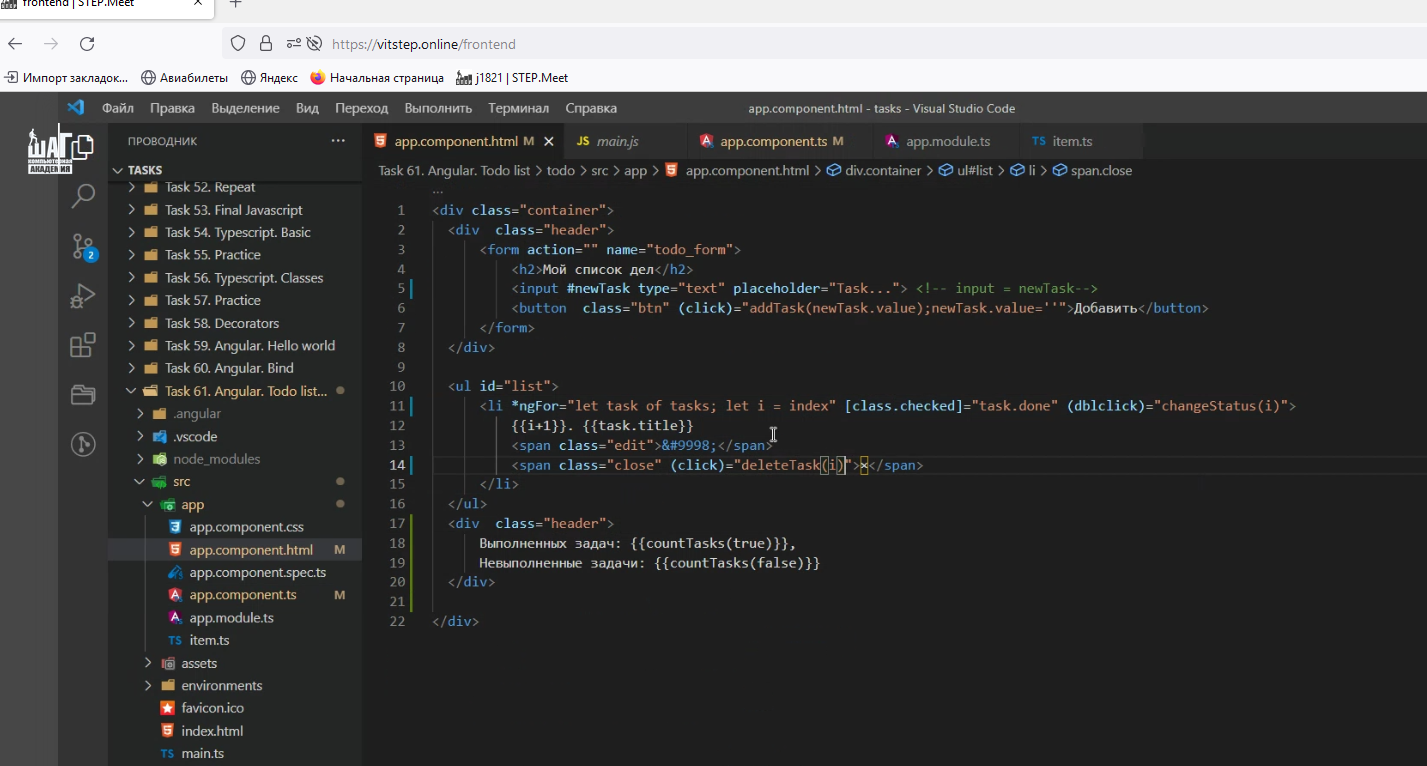 frontend | STEP.Meet
https://vitstep.online/frontend
Импорт закладок... Авиабилеты Яндекс Начальная страница j1821 | STEP.Meet
Файл Правка Выделение Вид Переход Выполнить Терминал Справка app.component.html - tasks - Visual Studio Code
ШАГ
КОМПЬЮТЕРНАЯ
АКАДЕМИЯ
2
ПРОВОДНИК ...
TASKS
Task 52. Repeat
Task 53. Final Javascript
Task 54. Typescript. Basic
Task 55. Practice
Task 56. Typescript. Classes
Task 57. Practice
Task 58. Decorators
Task 59. Angular. Hello world
Task 60. Angular. Bind
Task 61. Angular. Todo list...
.angular
.vscode
node_modules
src
app
app.component.css
app.component.html M
app.component.spec.ts
app.component.ts M
app.module.ts
TS item.ts
assets
environments
favicon.ico
index.html
TS main.ts
app.component.html M JS main.js app.component.ts M app.module.ts TS item.ts
Task 61. Angular. Todo list > todo > src > app > app.component.html > div.container > ul#list > li > span.close
...
1 <div class="container">
2 <div  class="header">
3 <form action="" name="todo_form">
4 <h2>Мой список дел</h2>
5 <input #newTask type="text" placeholder="Task..."> <!-- input = newTask-->
6 <button  class="btn" (click)="addTask(newTask.value);newTask.value=''">Добавить</button>
7 </form>
8 </div>
9
10 <ul id="list">
11 <li *ngFor="let task of tasks; let i = index" [class.checked]="task.done" (dblclick)="changeStatus(i)">
12 {{i+1}}. {{task.title}}
13 <span class="edit">&#9998;</span>
14 <span class="close" (click)="deleteTask(i)">×</span>
15 </li>
16 </ul>
17 <div  class="header">
18 Выполненных задач: {{countTasks(true)}},
19 Невыполненные задачи: {{countTasks(false)}}
20 </div>
21
22 </div>